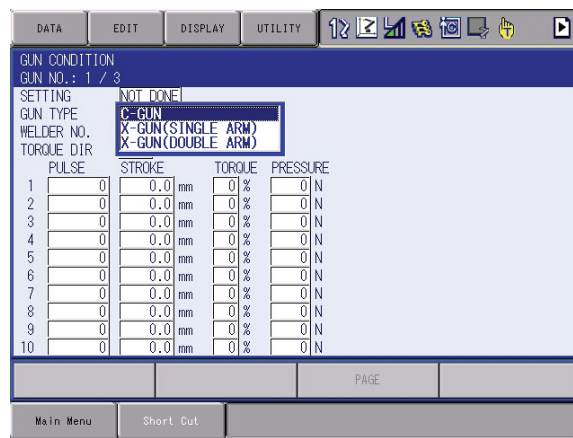 DATA EDIT DISPLAY UTILITY
GUN CONDITION
GUN NO.: 1 / 3
SETTING NOT DONE
GUN TYPE C-GUN
WELDER NO. X-GUN(SINGLE ARM)
TORQUE DIR X-GUN(DOUBLE ARM)
PULSE STROKE TORQUE PRESSURE
1 0 0.0 mm 0 % 0 N
2 0 0.0 mm 0 % 0 N
3 0 0.0 mm 0 % 0 N
4 0 0.0 mm 0 % 0 N
5 0 0.0 mm 0 % 0 N
6 0 0.0 mm 0 % 0 N
7 0 0.0 mm 0 % 0 N
8 0 0.0 mm 0 % 0 N
9 0 0.0 mm 0 % 0 N
10 0 0.0 mm 0 % 0 N
PAGE
Main Menu Short Cut